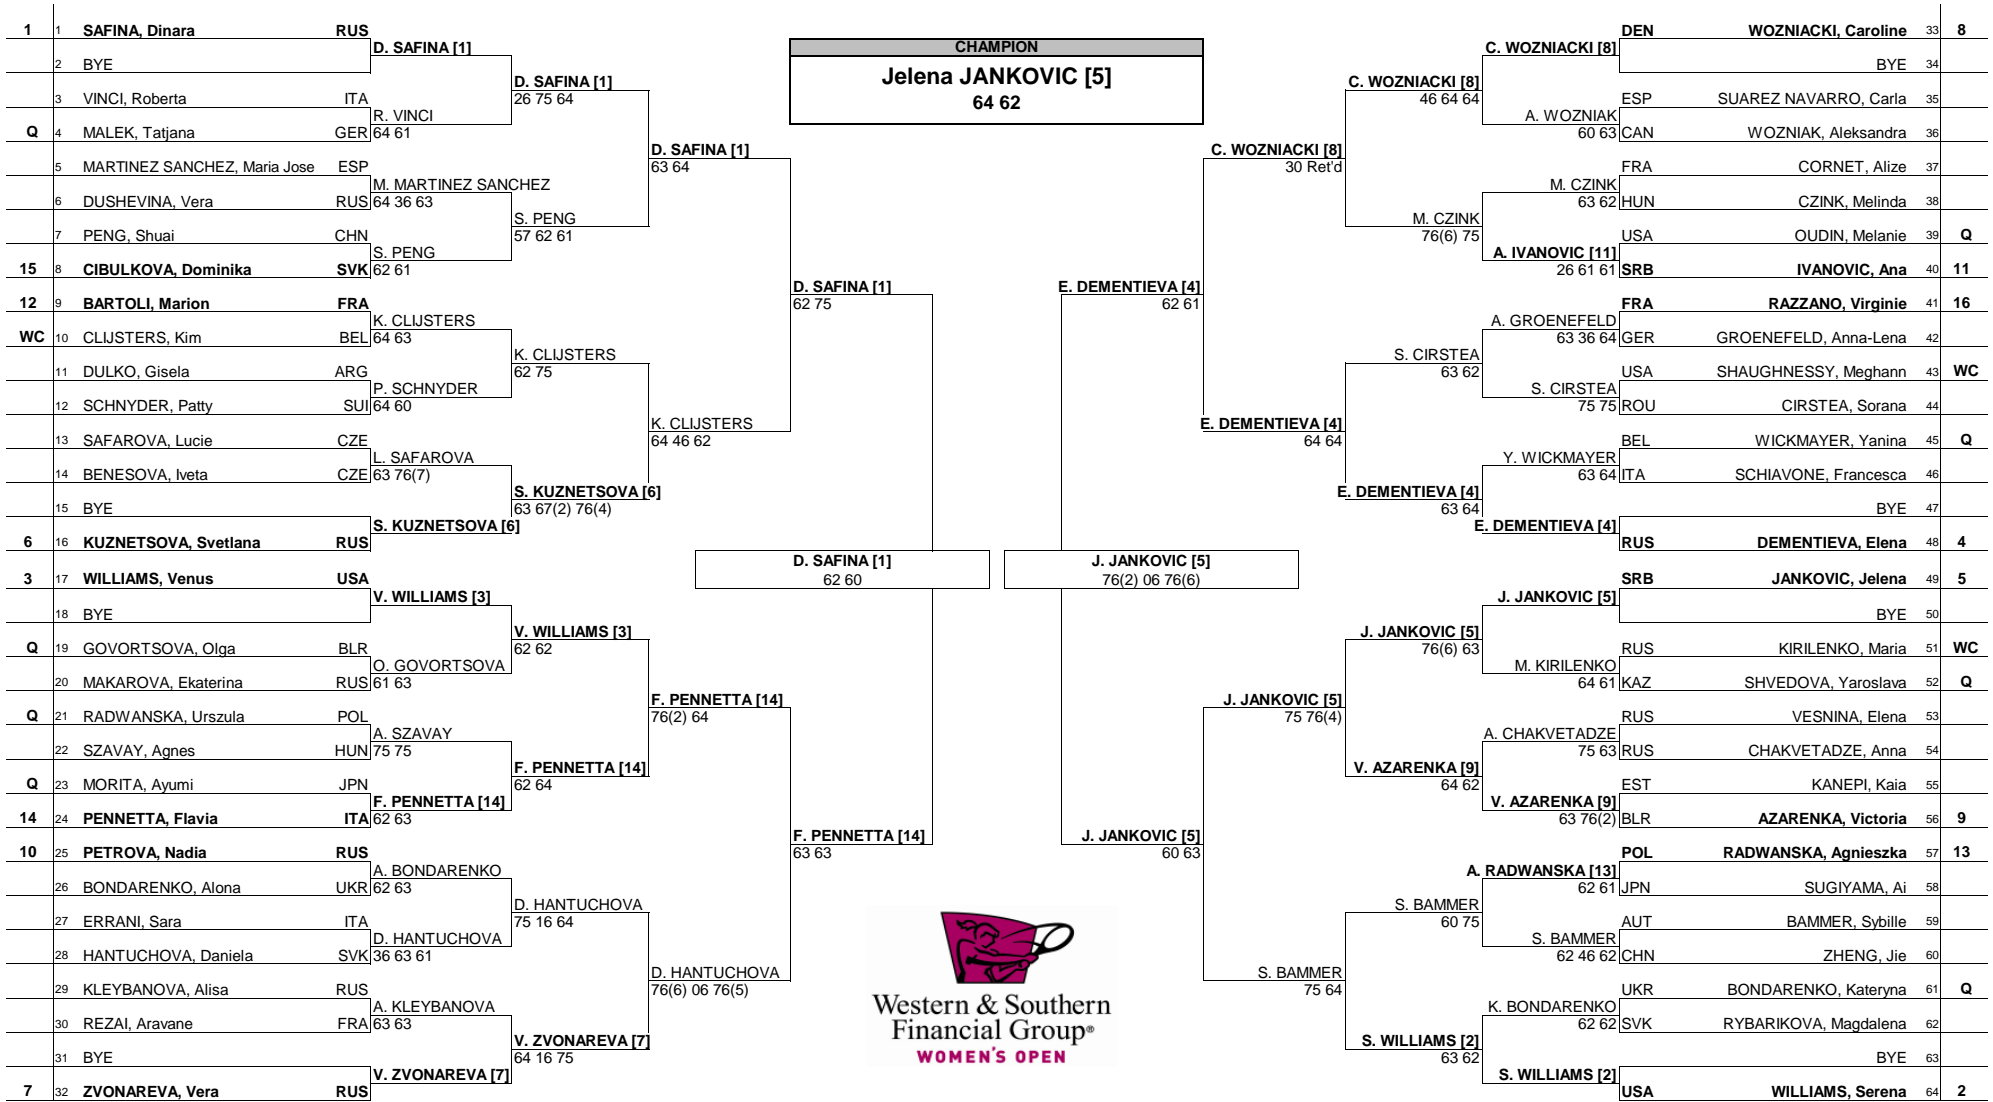 1 1 SAFINA, Dinara RUS
D. SAFINA [1]
2 BYE
D. SAFINA [1]
26 75 64
3 VINCI, Roberta ITA
R. VINCI
64 61
Q 4 MALEK, Tatjana GER
D. SAFINA [1]
63 64
5 MARTINEZ SANCHEZ, Maria Jose ESP
M. MARTINEZ SANCHEZ
64 36 63
6 DUSHEVINA, Vera RUS
S. PENG
57 62 61
7 PENG, Shuai CHN
S. PENG
62 61
15 8 CIBULKOVA, Dominika SVK
D. SAFINA [1]
62 75
12 9 BARTOLI, Marion FRA
K. CLIJSTERS
64 63
WC 10 CLIJSTERS, Kim BEL
K. CLIJSTERS
62 75
11 DULKO, Gisela ARG
P. SCHNYDER
64 60
12 SCHNYDER, Patty SUI
K. CLIJSTERS
64 46 62
13 SAFAROVA, Lucie CZE
L. SAFAROVA
63 76(7)
14 BENESOVA, Iveta CZE
S. KUZNETSOVA [6]
63 67(2) 76(4)
15 BYE
S. KUZNETSOVA [6]
6 16 KUZNETSOVA, Svetlana RUS
D. SAFINA [1]
62 60
3 17 WILLIAMS, Venus USA
V. WILLIAMS [3]
18 BYE
V. WILLIAMS [3]
62 62
Q 19 GOVORTSOVA, Olga BLR
O. GOVORTSOVA
61 63
20 MAKAROVA, Ekaterina RUS
F. PENNETTA [14]
76(2) 64
Q 21 RADWANSKA, Urszula POL
A. SZAVAY
75 75
22 SZAVAY, Agnes HUN
F. PENNETTA [14]
62 64
Q 23 MORITA, Ayumi JPN
F. PENNETTA [14]
62 63
14 24 PENNETTA, Flavia ITA
F. PENNETTA [14]
63 63
10 25 PETROVA, Nadia RUS
A. BONDARENKO
62 63
26 BONDARENKO, Alona UKR
D. HANTUCHOVA
75 16 64
27 ERRANI, Sara ITA
D. HANTUCHOVA
36 63 61
28 HANTUCHOVA, Daniela SVK
D. HANTUCHOVA
76(6) 06 76(5)
29 KLEYBANOVA, Alisa RUS
A. KLEYBANOVA
63 63
30 REZAI, Aravane FRA
V. ZVONAREVA [7]
64 16 75
31 BYE
V. ZVONAREVA [7]
7 32 ZVONAREVA, Vera RUS
CHAMPION
Jelena JANKOVIC [5]
64 62
DEN WOZNIACKI, Caroline 33 8
C. WOZNIACKI [8]
BYE 34
C. WOZNIACKI [8]
46 64 64
ESP SUAREZ NAVARRO, Carla 35
A. WOZNIAK
60 63
CAN WOZNIAK, Aleksandra 36
C. WOZNIACKI [8]
30 Ret'd
FRA CORNET, Alize 37
M. CZINK
63 62
HUN CZINK, Melinda 38
M. CZINK
76(6) 75
USA OUDIN, Melanie 39 Q
A. IVANOVIC [11]
26 61 61
SRB IVANOVIC, Ana 40 11
E. DEMENTIEVA [4]
62 61
FRA RAZZANO, Virginie 41 16
A. GROENEFELD
63 36 64
GER GROENEFELD, Anna-Lena 42
S. CIRSTEA
63 62
USA SHAUGHNESSY, Meghann 43 WC
S. CIRSTEA
75 75
ROU CIRSTEA, Sorana 44
E. DEMENTIEVA [4]
64 64
BEL WICKMAYER, Yanina 45 Q
Y. WICKMAYER
63 64
ITA SCHIAVONE, Francesca 46
E. DEMENTIEVA [4]
63 64
BYE 47
E. DEMENTIEVA [4]
RUS DEMENTIEVA, Elena 48 4
J. JANKOVIC [5]
76(2) 06 76(6)
SRB JANKOVIC, Jelena 49 5
J. JANKOVIC [5]
BYE 50
J. JANKOVIC [5]
76(6) 63
RUS KIRILENKO, Maria 51 WC
M. KIRILENKO
64 61
KAZ SHVEDOVA, Yaroslava 52 Q
J. JANKOVIC [5]
75 76(4)
RUS VESNINA, Elena 53
A. CHAKVETADZE
75 63
RUS CHAKVETADZE, Anna 54
V. AZARENKA [9]
64 62
EST KANEPI, Kaia 55
V. AZARENKA [9]
63 76(2)
BLR AZARENKA, Victoria 56 9
J. JANKOVIC [5]
60 63
POL RADWANSKA, Agnieszka 57 13
A. RADWANSKA [13]
62 61
JPN SUGIYAMA, Ai 58
S. BAMMER
60 75
AUT BAMMER, Sybille 59
S. BAMMER
62 46 62
CHN ZHENG, Jie 60
S. BAMMER
75 64
UKR BONDARENKO, Kateryna 61 Q
K. BONDARENKO
62 62
SVK RYBARIKOVA, Magdalena 62
S. WILLIAMS [2]
63 62
BYE 63
S. WILLIAMS [2]
USA WILLIAMS, Serena 64 2
Western & Southern
Financial Group®
WOMEN'S OPEN